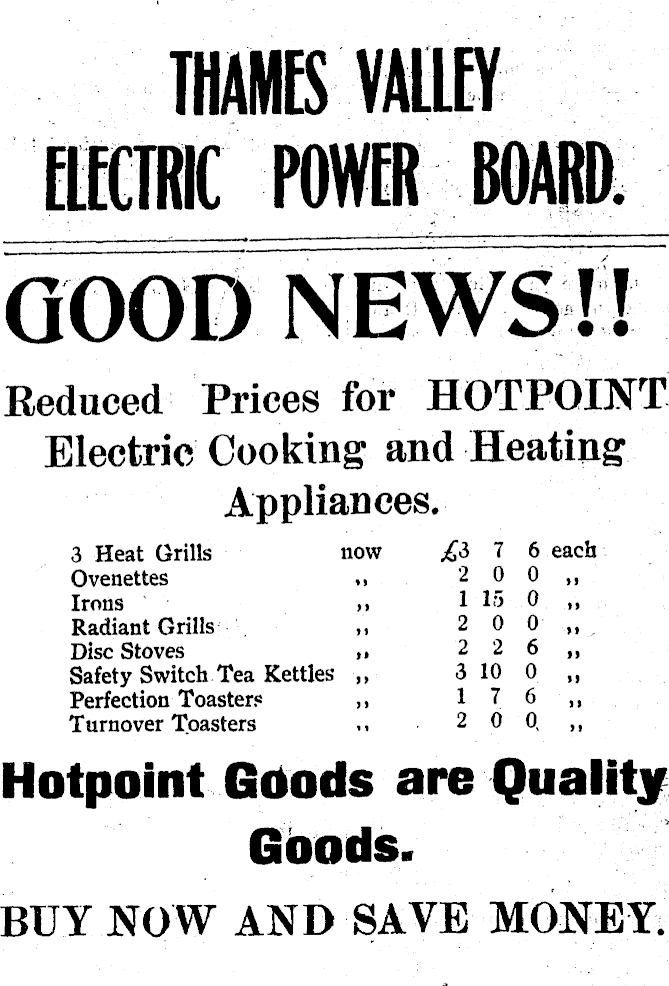 THAMES VALLEY
ELECTRIC POWER BOARD.
GOOD NEWS!!
Reduced Prices for HOTPOINT
Electric Cooking and Heating
Appliances.
3 Heat Grills now £3 7 6 each
Ovenettes ,, 2 0 0 ,,
Irons ,, 1 15 0 ,,
Radiant Grills ,, 2 0 0 ,,
Disc Stoves ,, 2 2 6 ,,
Safety Switch Tea Kettles ,, 3 10 0 ,,
Perfection Toasters ,, 1 7 6 ,,
Turnover Toasters ,, 2 0 0 ,,
Hotpoint Goods are Quality
Goods.
BUY NOW AND SAVE MONEY.